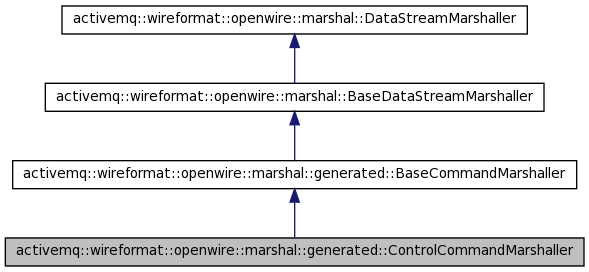 activemq::wireformat::openwire::marshal::DataStreamMarshaller
activemq::wireformat::openwire::marshal::BaseDataStreamMarshaller
activemq::wireformat::openwire::marshal::generated::BaseCommandMarshaller
activemq::wireformat::openwire::marshal::generated::ControlCommandMarshaller